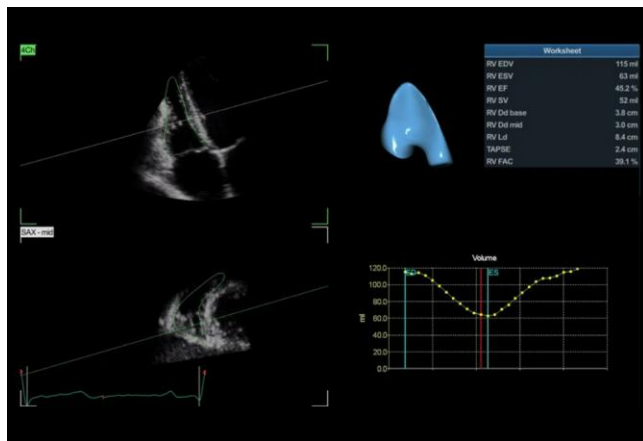 4Ch
Worksheet
RV EDV 115 ml
RV ESV 63 ml
RV EF 45.2 %
RV SV 52 ml
RV Dd base 3.8 cm
RV Dd mid 3.0 cm
RV Ld 8.4 cm
TAPSE 2.4 cm
RV FAC 39.1 %
SAX - mid
Volume
120.0
ED
ES
100.0
80.0
ml
60.0
40.0
20.0
0.0